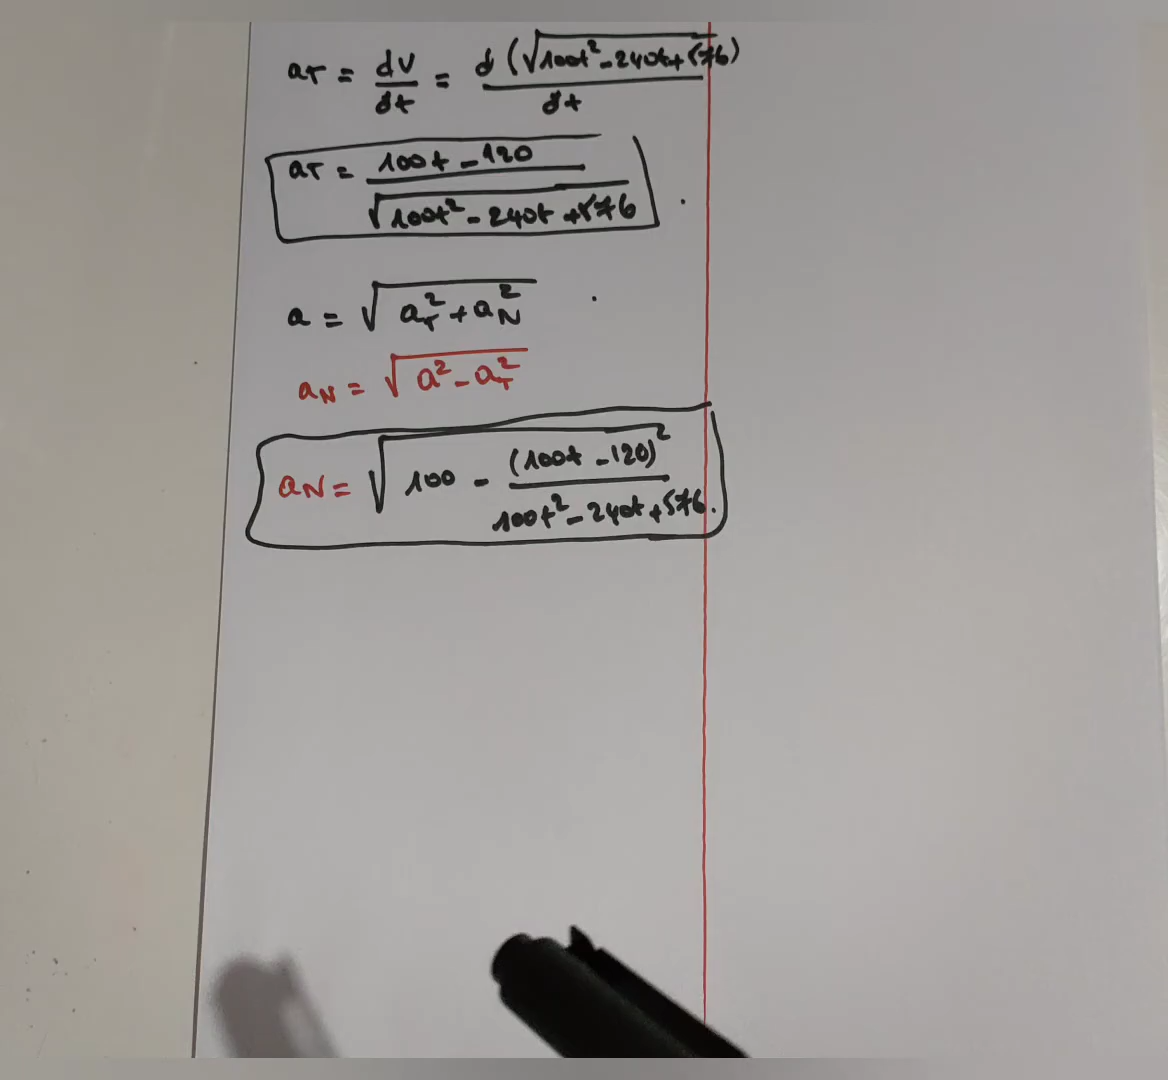 aT = dV/dt = d(√100t² - 240t + 576)/dt
aT = 100t - 120/√100t² - 240t + 576
a = √aT² + aN²
aN = √a² - aT²
aN = √100 - (100t - 120)²/100t² - 240t + 576.